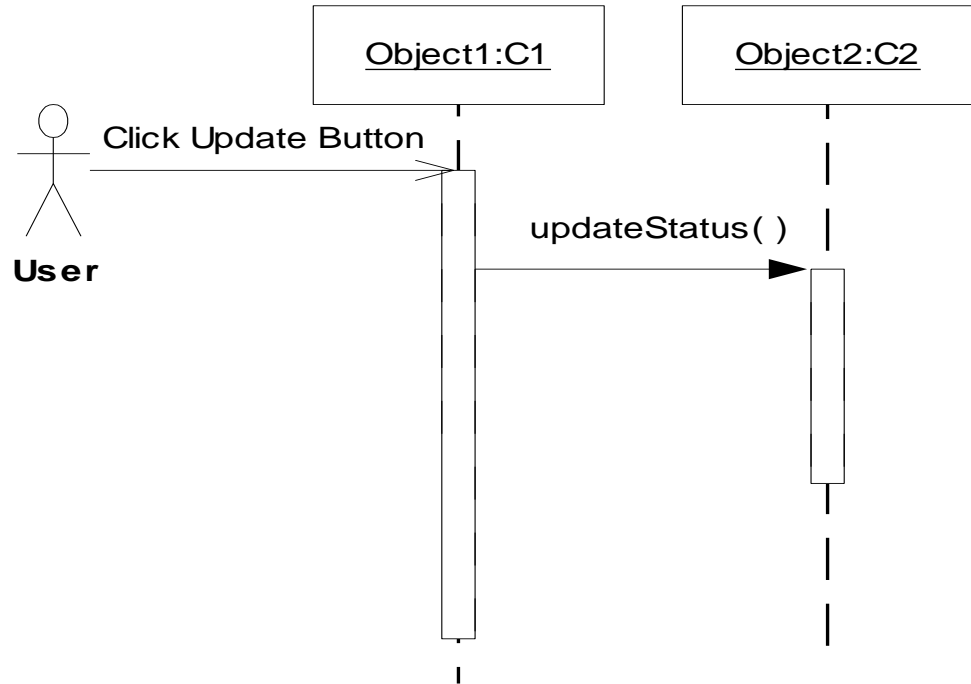 Object1:C1
Object2:C2
Click Update Button
updateStatus( )
User